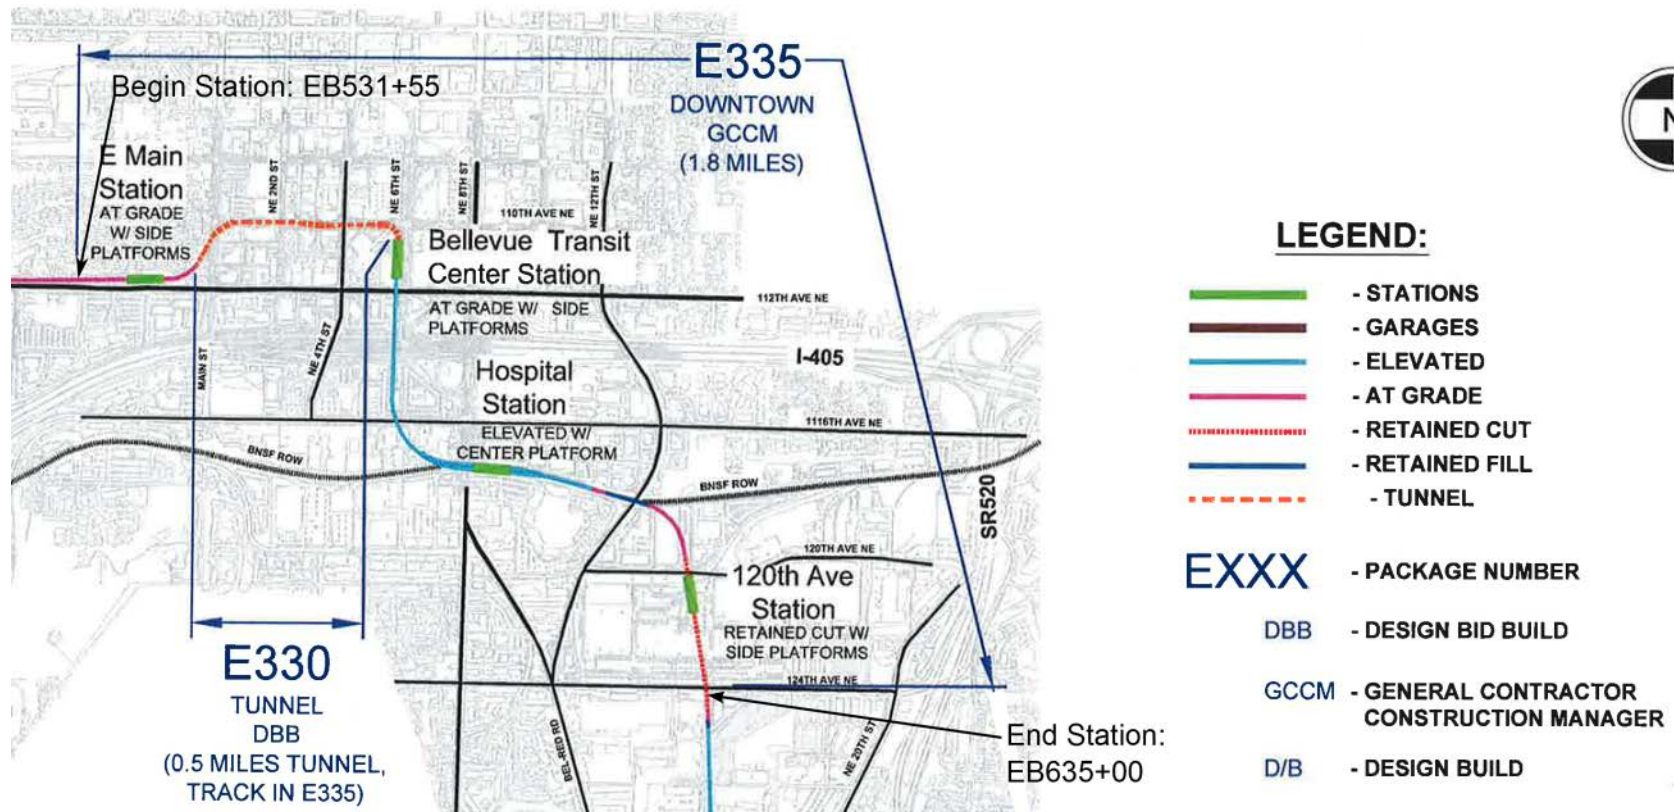 E335
DOWNTOWN
GCCM
(1.8 MILES)
Begin Station: EB531+55
E Main
Station
AT GRADE
W/ SIDE
PLATFORMS
NE 2ND ST
NE 6TH ST
NE 8TH ST
NE 12TH ST
110TH AVE NE
Bellevue Transit
Center Station
AT GRADE W/ SIDE
PLATFORMS
112TH AVE NE
MAIN ST
NE 4TH ST
I-405
Hospital
Station
ELEVATED W/
CENTER PLATFORM
1116TH AVE NE
BNSF ROW
BNSF ROW
SR520
120TH AVE NE
120th Ave
Station
RETAINED CUT W/
SIDE PLATFORMS
124TH AVE NE
E330
TUNNEL
DBB
(0.5 MILES TUNNEL,
TRACK IN E335)
BEL-RED RD
NE 20TH ST
End Station:
EB635+00
N
LEGEND:
- STATIONS
- GARAGES
- ELEVATED
- AT GRADE
- RETAINED CUT
- RETAINED FILL
- TUNNEL
EXXX - PACKAGE NUMBER
DBB - DESIGN BID BUILD
GCCM - GENERAL CONTRACTOR
CONSTRUCTION MANAGER
D/B - DESIGN BUILD